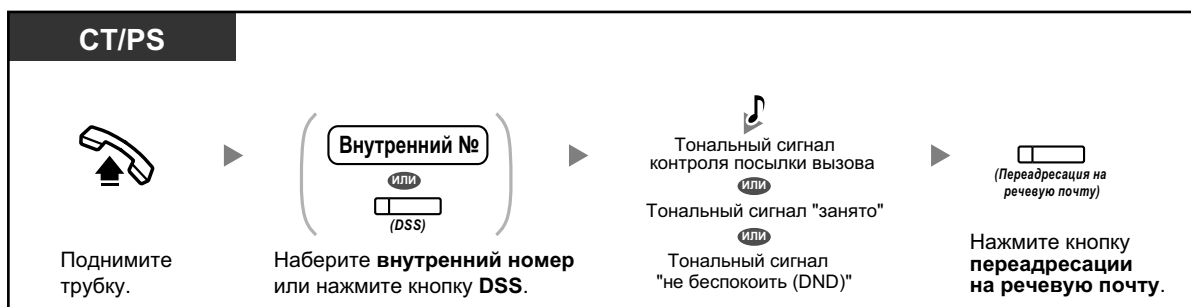 CT/PS
Внутренний №
или
(DSS)
Тональный сигнал
контроля посылки вызова
или
Тональный сигнал "занято"
или
Тональный сигнал
"не беспокоить (DND)"
(Переадресация на
речевую почту)
Поднимите
трубку.
Наберите внутренний номер
или нажмите кнопку DSS.
Нажмите кнопку
переадресации
на речевую почту.